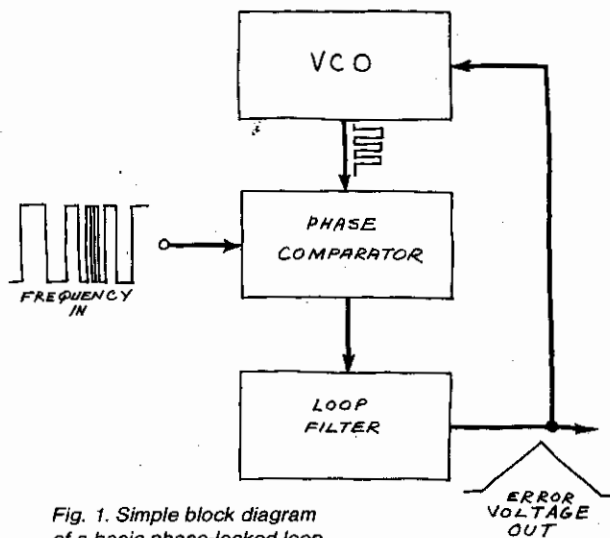 VCO
PHASE
COMPARATOR
FREQUENCY
IN
LOOP
FILTER
ERROR
VOLTAGE
OUT
Fig. 1. Simple block diagram
of a basic phase-locked loop